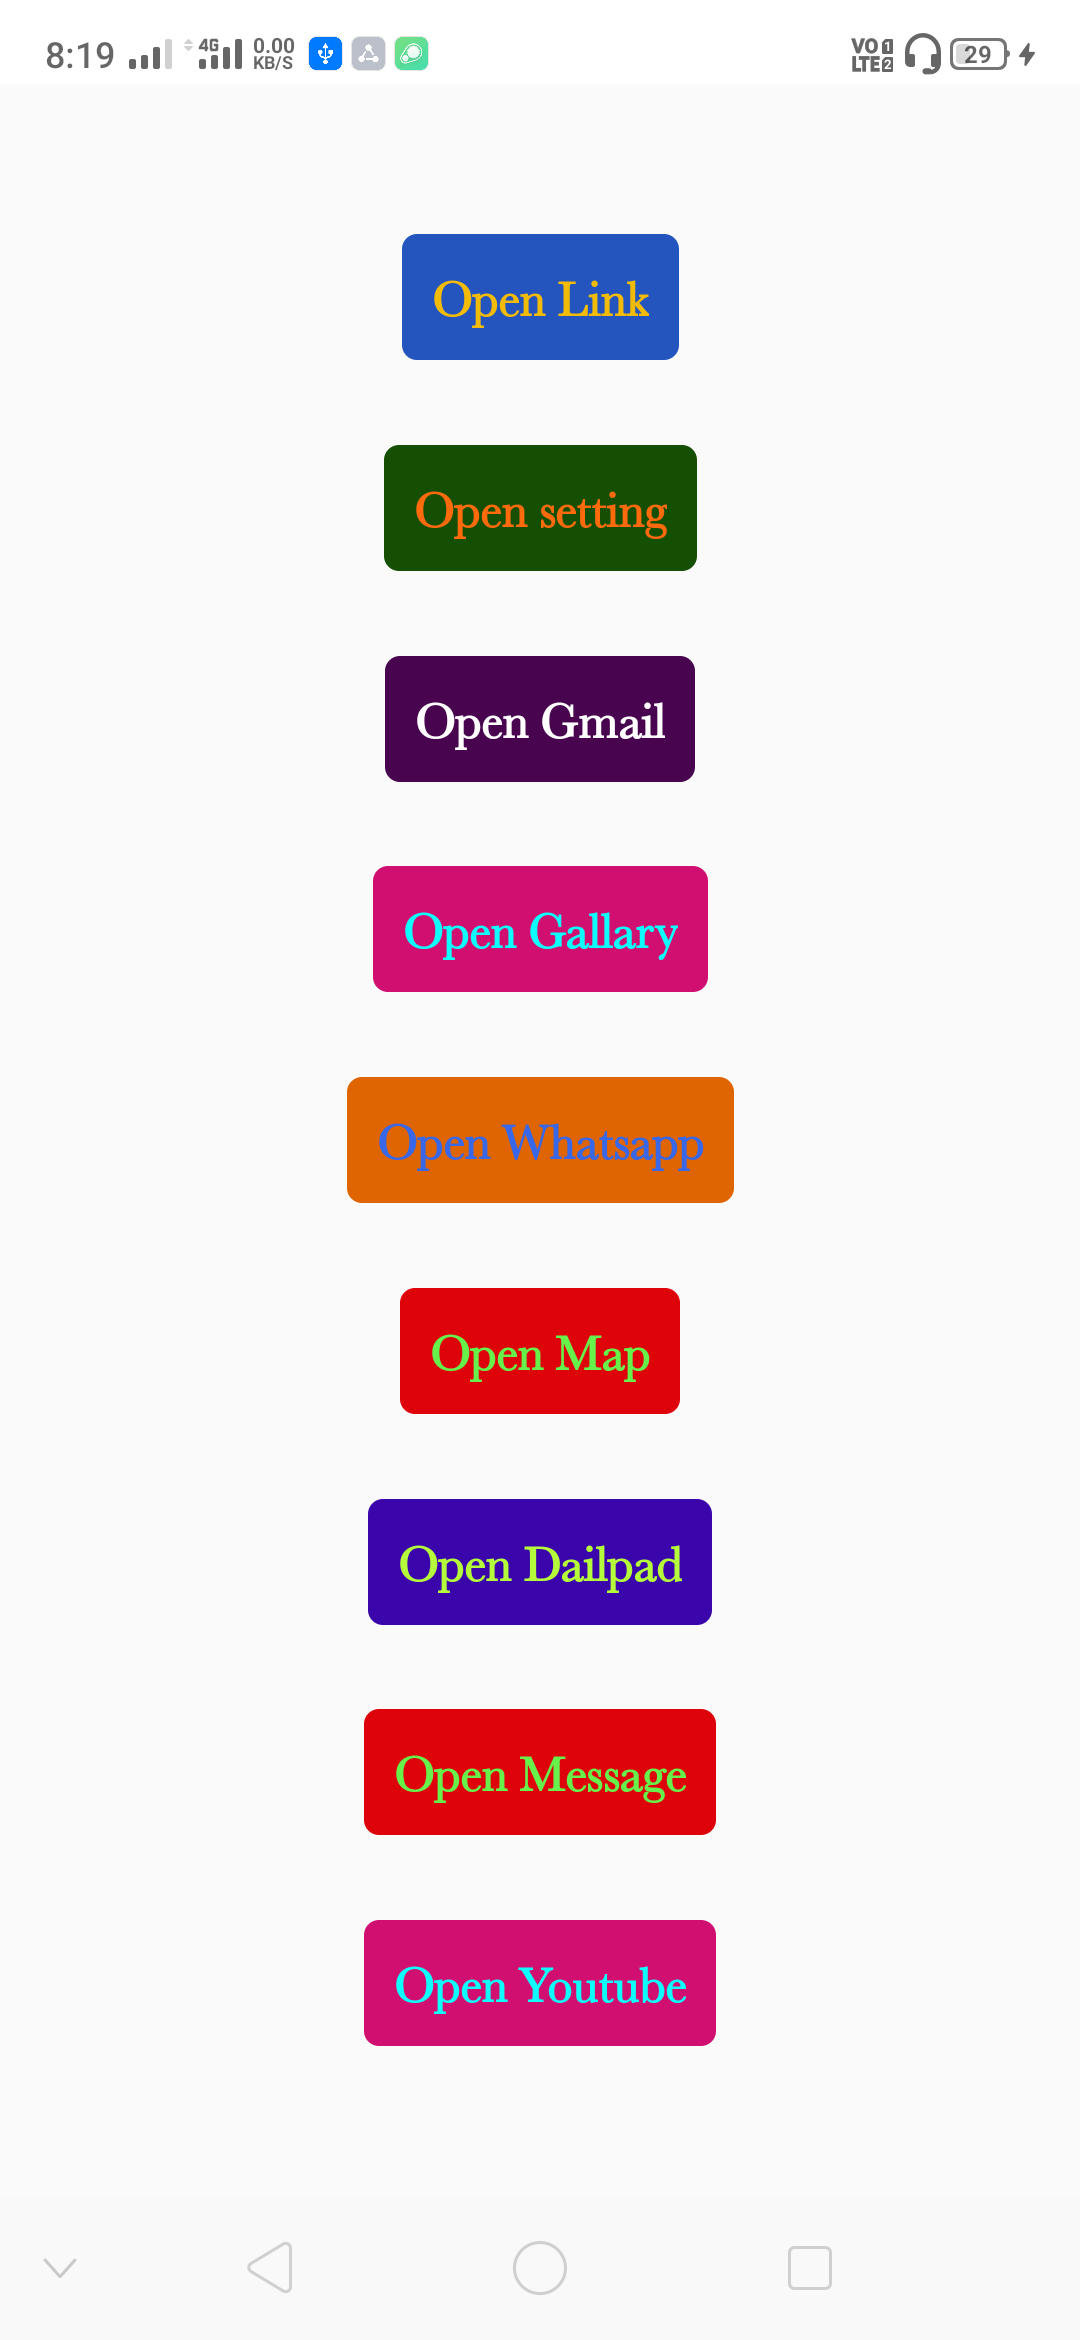 8:19 4G 0.00 KB/S VO LTE 1 2 29
Open Link
Open setting
Open Gmail
Open Gallary
Open Whatsapp
Open Map
Open Dailpad
Open Message
Open Youtube